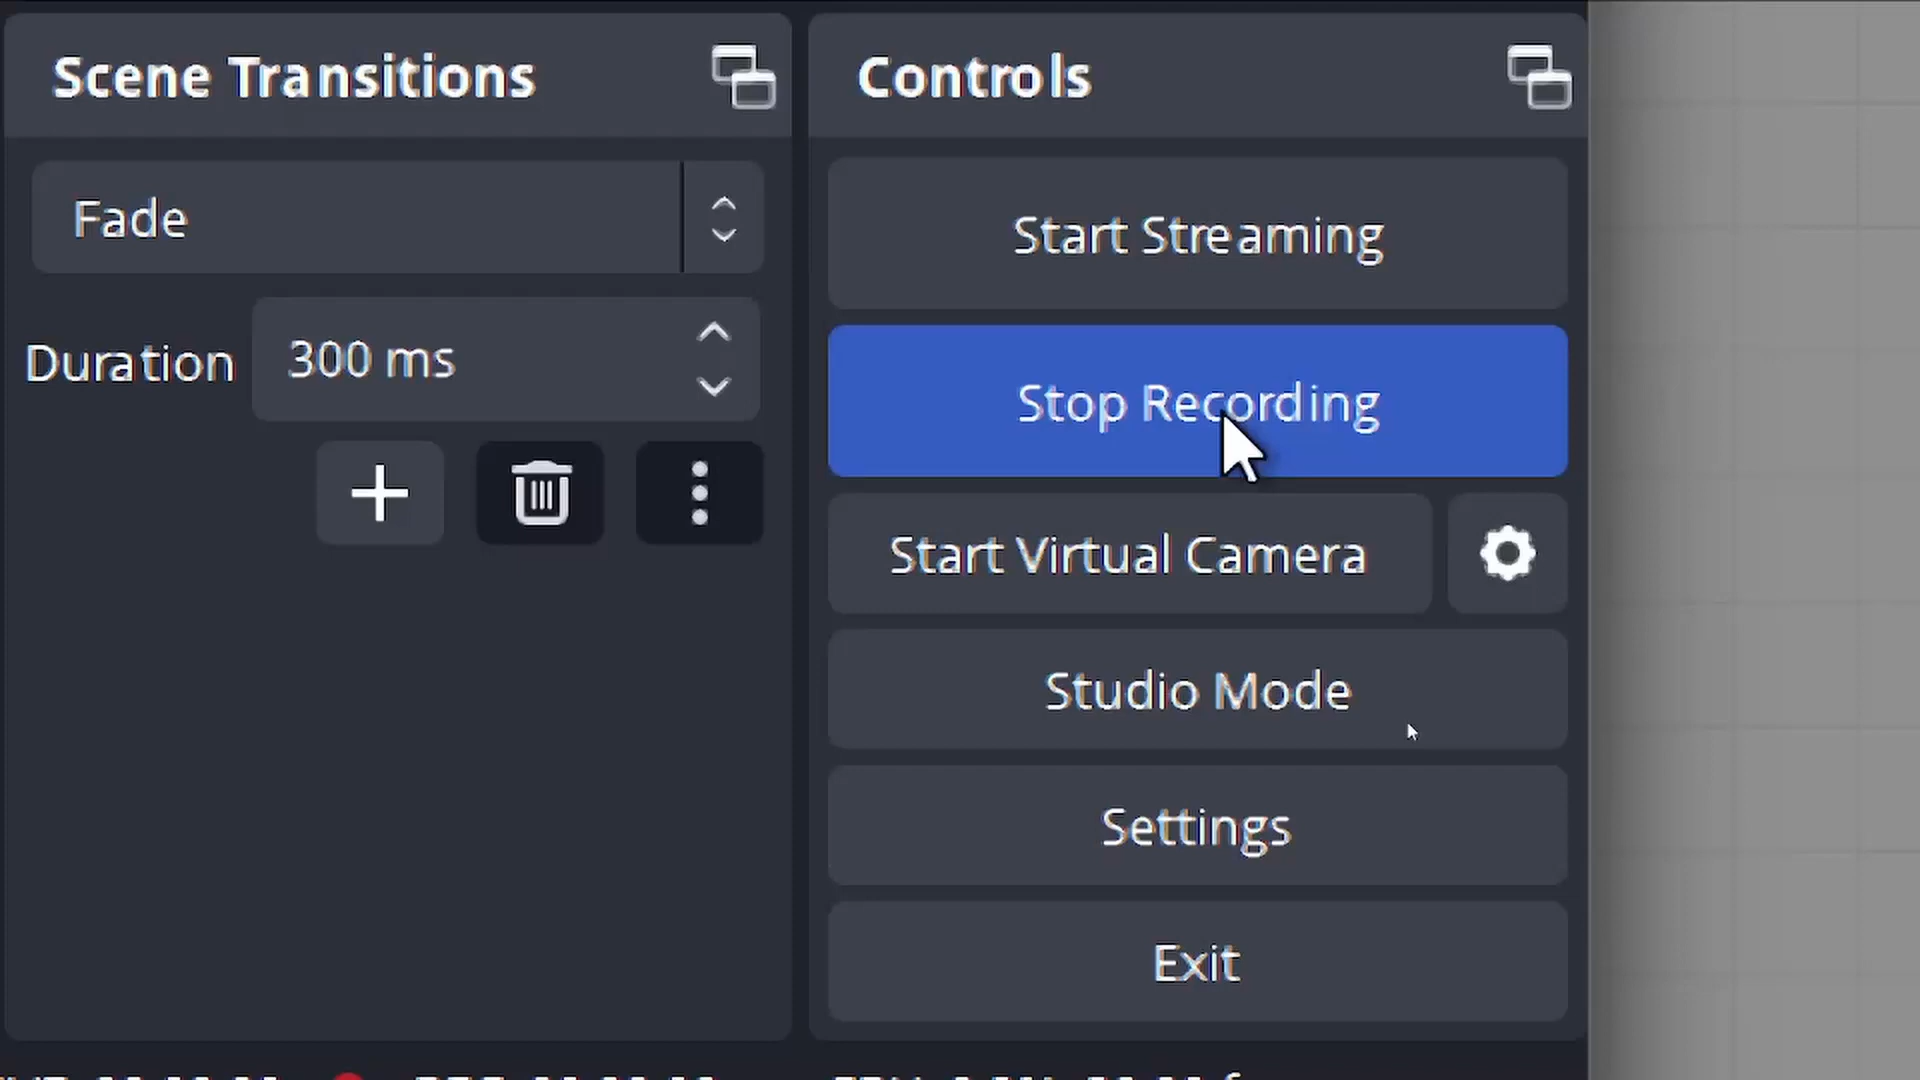 Scene Transitions
Fade
Duration 300 ms
Controls
Start Streaming
Stop Recording
Start Virtual Camera
Studio Mode
Settings
Exit